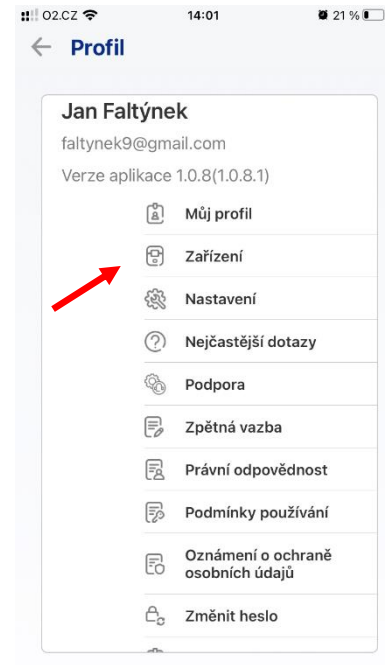 O2.CZ 14:01 21 %
Profil
Jan Faltýnek
faltynek9@gmail.com
Verze aplikace 1.0.8(1.0.8.1)
Můj profil
Zařízení
Nastavení
Nejčastější dotazy
Podpora
Zpětná vazba
Právní odpovědnost
Podmínky používání
Oznámení o ochraně
osobních údajů
Změnit heslo